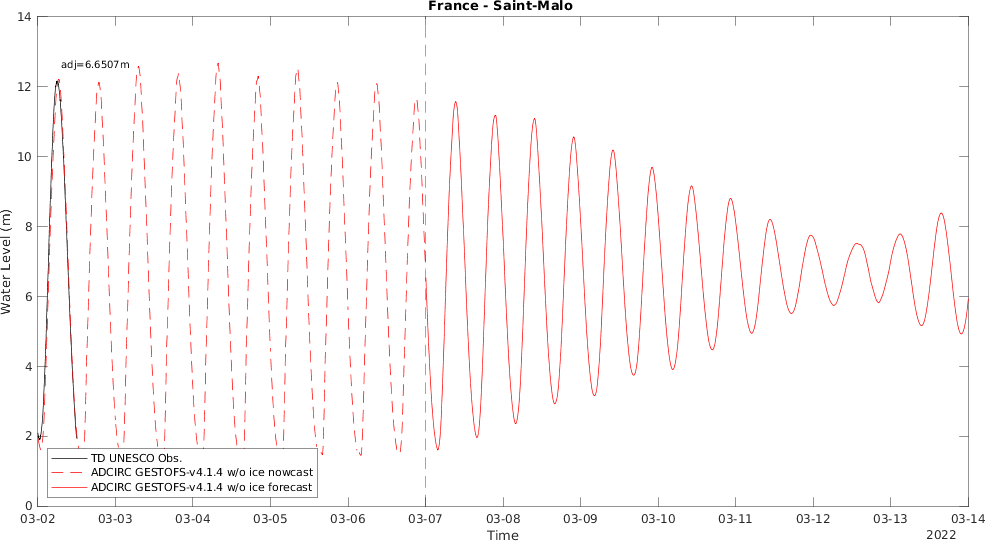 France - Saint-Malo
14
adj=6.6507m
12
10
8
6
4
2
0
Water Level (m)
TD UNESCO Obs.
ADCIRC GESTOFS-v4.1.4 w/o ice nowcast
ADCIRC GESTOFS-v4.1.4 w/o ice forecast
03-02 03-03 03-04 03-05 03-06 03-07 03-08 03-09 03-10 03-11 03-12 03-13 03-14
Time
2022